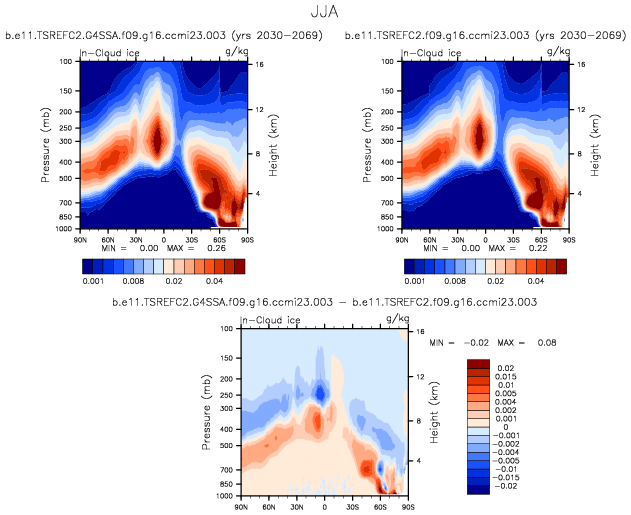 JJA
b.e11.TSREFC2.G4SSA.f09.g16.ccmi23.003 (yrs 2030-2069)
In-Cloud ice g/kg
100
150
200
250
300
400
500
700
850
1000
Pressure (mb)
16
12
8
4
Height (km)
90N 60N 30N 0 30S 60S 90S
MIN = 0.00 MAX = 0.26
0.001 0.008 0.02 0.04
b.e11.TSREFC2.f09.g16.ccmi23.003 (yrs 2030-2069)
In-Cloud ice g/kg
100
150
200
250
300
400
500
700
850
1000
Pressure (mb)
16
12
8
4
Height (km)
90N 60N 30N 0 30S 60S 90S
MIN = 0.00 MAX = 0.22
0.001 0.008 0.02 0.04
b.e11.TSREFC2.G4SSA.f09.g16.ccmi23.003 - b.e11.TSREFC2.f09.g16.ccmi23.003
In-Cloud ice g/kg
100
150
200
250
300
400
500
700
850
1000
Pressure (mb)
16
12
8
4
Height (km)
90N 60N 30N 0 30S 60S 90S
MIN = -0.02 MAX = 0.08
0.02
0.015
0.01
0.005
0.004
0.002
0.001
0
-0.001
-0.002
-0.004
-0.005
-0.01
-0.015
-0.02